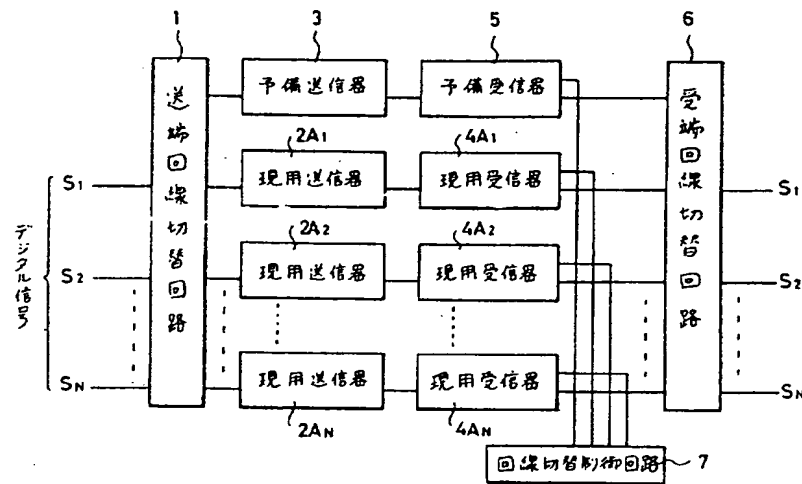 1
3
5
6
送端回線切替回路
予備送信器
予備受信器
受端回線切替回路
2A1
4A1
デジタル信号
S1
現用送信器
現用受信器
S1
2A2
4A2
S2
現用送信器
現用受信器
S2
SN
現用送信器
現用受信器
SN
2AN
4AN
回線切替制御回路
7